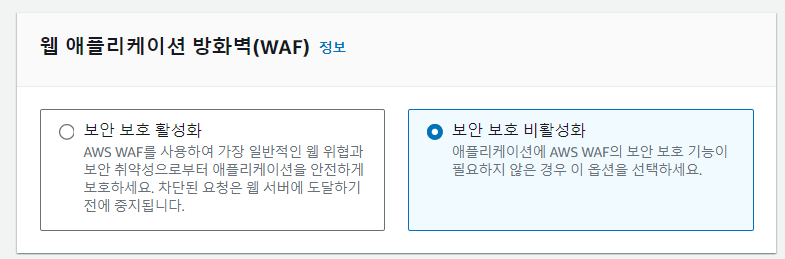 웹 애플리케이션 방화벽(WAF) 정보
보안 보호 활성화
AWS WAF를 사용하여 가장 일반적인 웹 위협과
보안 취약성으로부터 애플리케이션을 안전하게
보호하세요. 차단된 요청은 웹 서버에 도달하기
전에 중지됩니다.
보안 보호 비활성화
애플리케이션에 AWS WAF의 보안 보호 기능이
필요하지 않은 경우 이 옵션을 선택하세요.